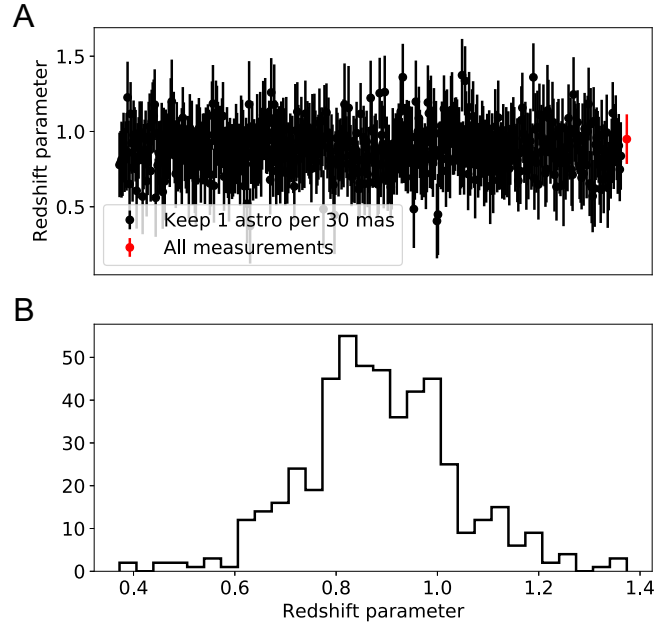 A
1.5
1.0
0.5
Redshift parameter
Keep 1 astro per 30 mas
All measurements
B
50
40
30
20
10
0
0.4 0.6 0.8 1.0 1.2 1.4
Redshift parameter